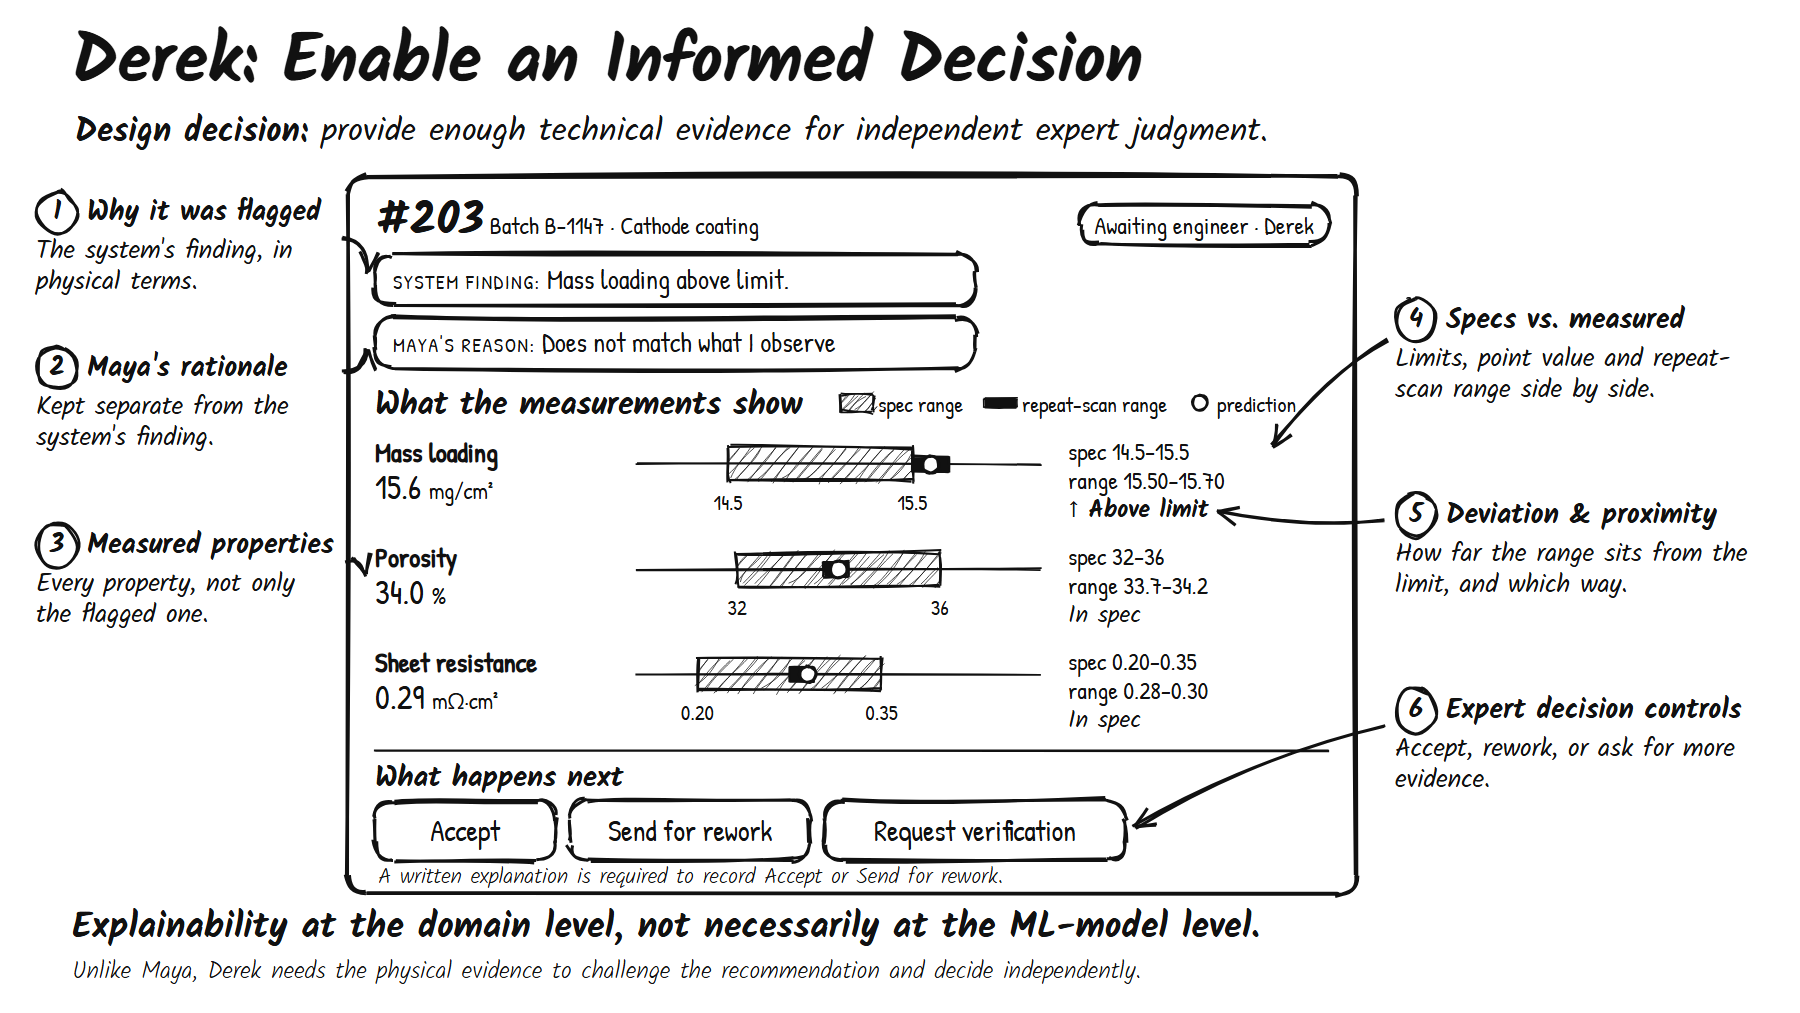 Derek: Enable an Informed Decision
Design decision: provide enough technical evidence for independent expert judgment.
1 Why it was flagged
The system's finding, in
physical terms.
2 Maya's rationale
Kept separate from the
system's finding.
3 Measured properties
Every property, not only
the flagged one.
#203 Batch B-1147 · Cathode coating
Awaiting engineer · Derek
SYSTEM FINDING: Mass loading above limit.
MAYA'S REASON: Does not match what I observe
What the measurements show
spec range
repeat-scan range
prediction
Mass loading
15.6 mg/cm²
14.5
15.5
spec 14.5–15.5
range 15.50–15.70
↑ Above limit
Porosity
34.0 %
32
36
spec 32–36
range 33.7–34.2
In spec
Sheet resistance
0.29 mΩ·cm²
0.20
0.35
spec 0.20–0.35
range 0.28–0.30
In spec
What happens next
Accept
Send for rework
Request verification
A written explanation is required to record Accept or Send for rework.
4 Specs vs. measured
Limits, point value and repeat-
scan range side by side.
5 Deviation & proximity
How far the range sits from the
limit, and which way.
6 Expert decision controls
Accept, rework, or ask for more
evidence.
Explainability at the domain level, not necessarily at the ML-model level.
Unlike Maya, Derek needs the physical evidence to challenge the recommendation and decide independently.